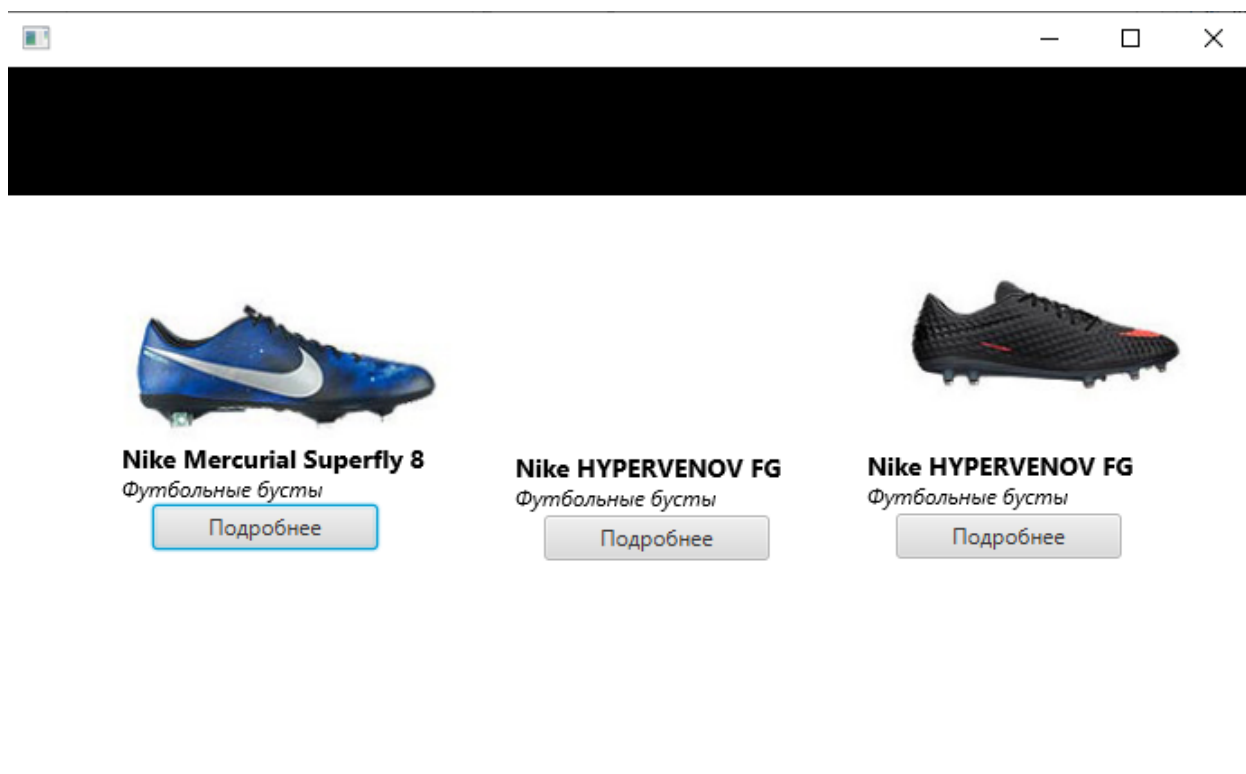 Nike Mercurial Superfly 8
Футбольные бусты
Подробнее
Nike HYPERVENOV FG
Футбольные бусты
Подробнее
Nike HYPERVENOV FG
Футбольные бусты
Подробнее